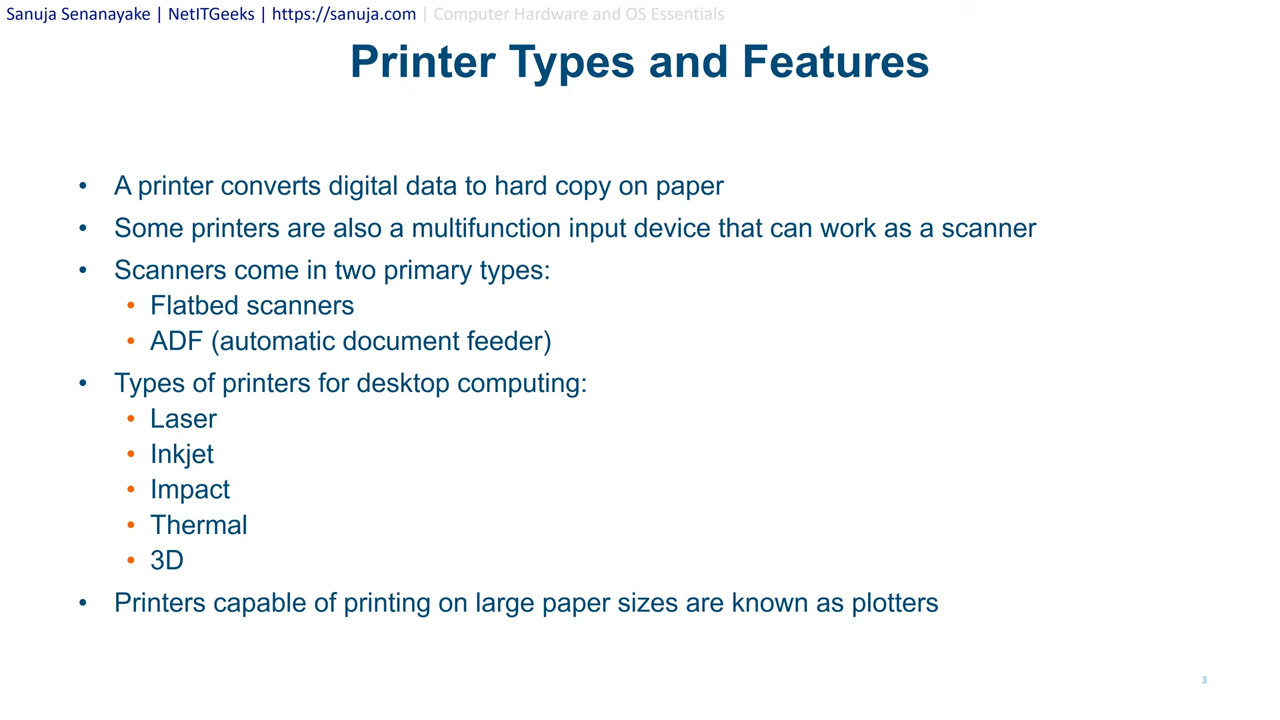 Sanuja Senanayake | NetITGeeks | https://sanuja.com | Computer Hardware and OS Essentials
Printer Types and Features
• A printer converts digital data to hard copy on paper
• Some printers are also a multifunction input device that can work as a scanner
• Scanners come in two primary types:
• Flatbed scanners
• ADF (automatic document feeder)
• Types of printers for desktop computing:
• Laser
• Inkjet
• Impact
• Thermal
• 3D
• Printers capable of printing on large paper sizes are known as plotters
3